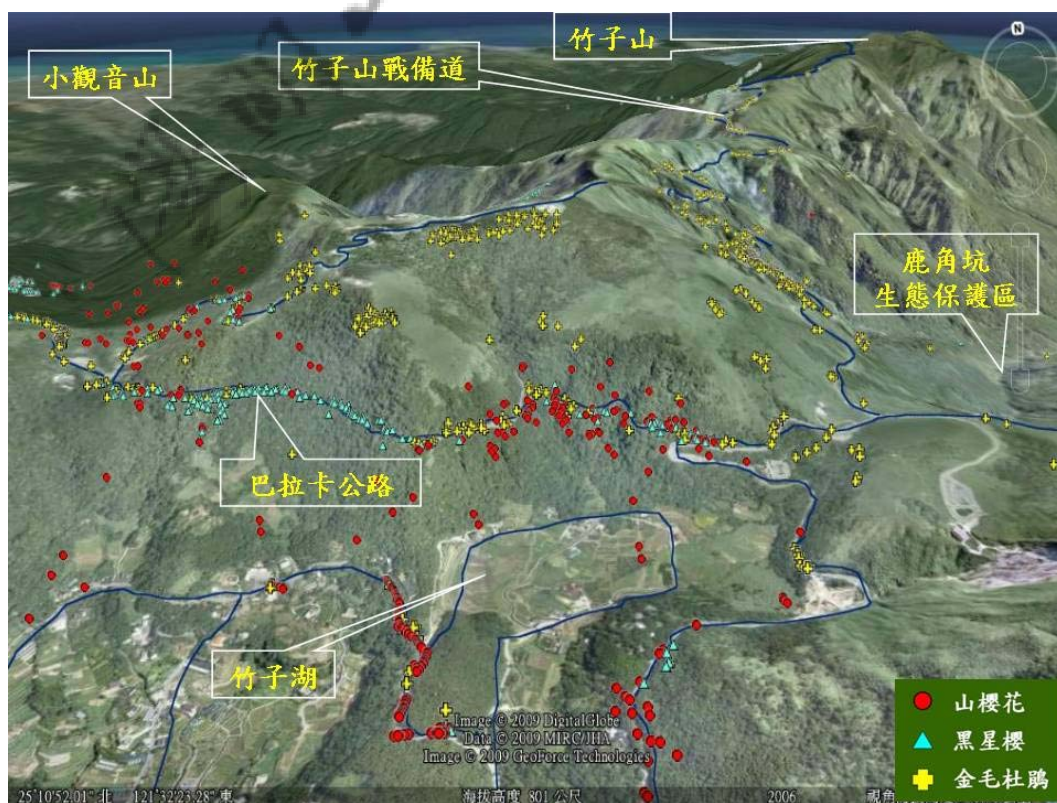 竹子山
竹子山戰備道
小觀音山
N
鹿角坑
生態保護區
巴拉卡公路
竹子湖
山櫻花
黑星櫻
金毛杜鵑
Image © 2009 DigitalGlobe
Data © 2009 MIRC/JHA
Image © 2009 GeoForce Technologies
25°10'52.01" 北 121°32'23.28" 東 海拔高度 801 公尺 2006 視角